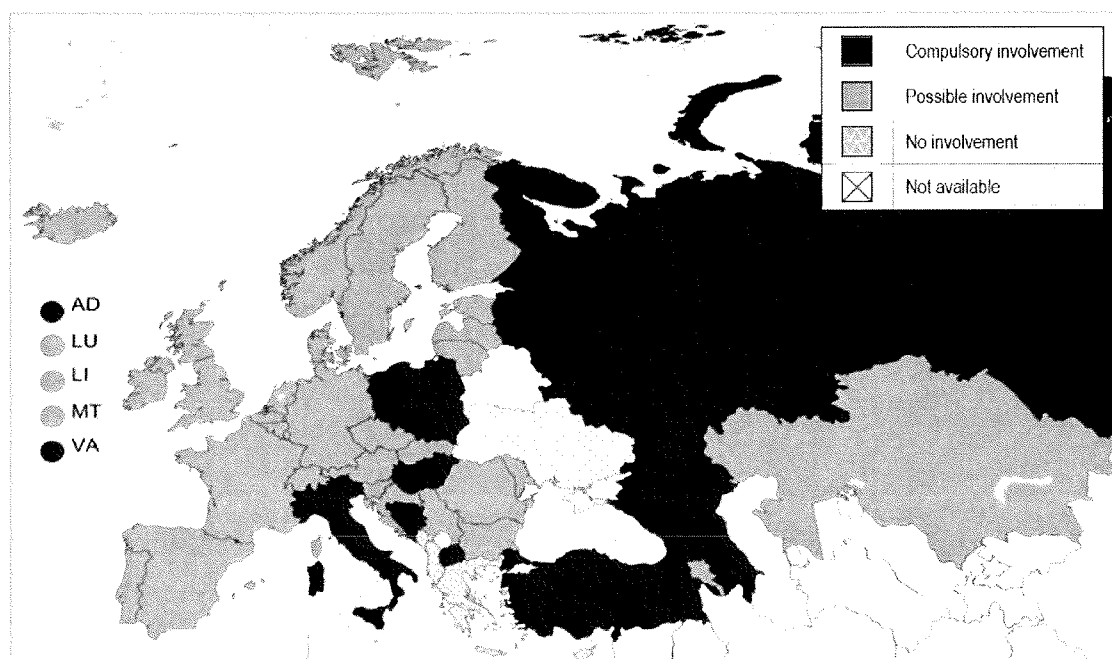 Compulsory involvement
Possible involvement
No involvement
Not available
AD
LU
LI
MT
VA